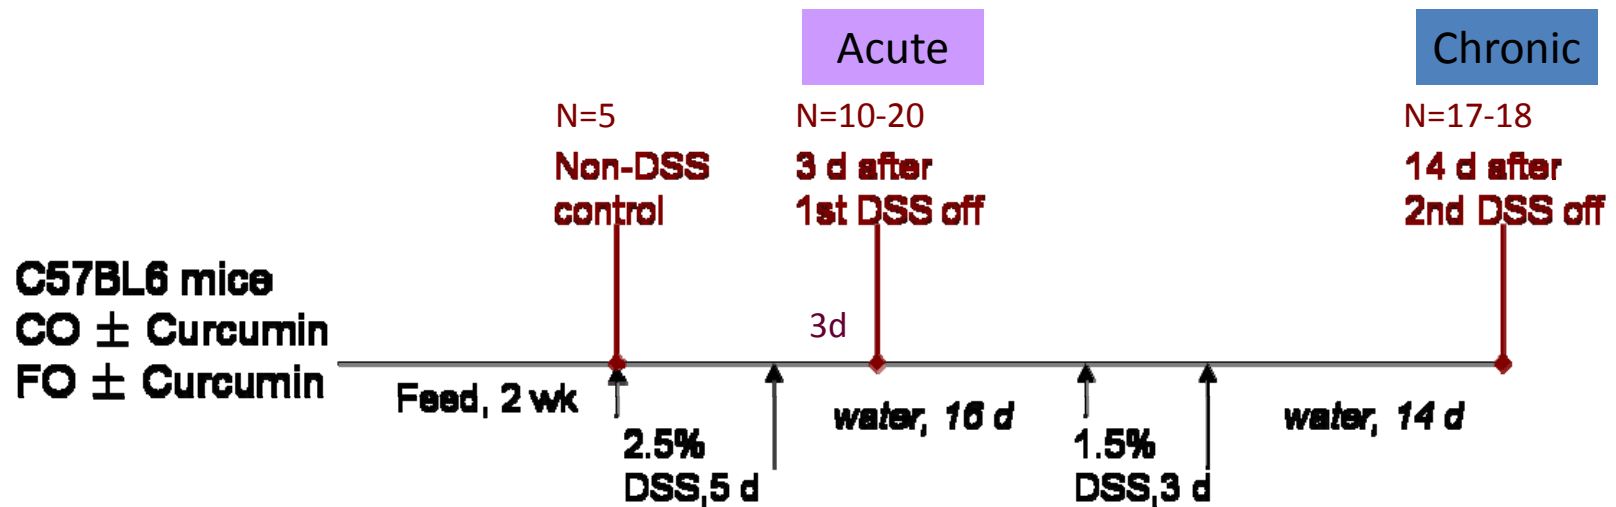 Acute
Chronic
N=5
N=10-20
N=17-18
Non-DSS
control
3 d after
1st DSS off
14 d after
2nd DSS off
C57BL6 mice
CO ± Curcumin
FO ± Curcumin
3d
Feed, 2 wk
2.5%
DSS,5 d
water, 16 d
1.5%
DSS,3 d
water, 14 d